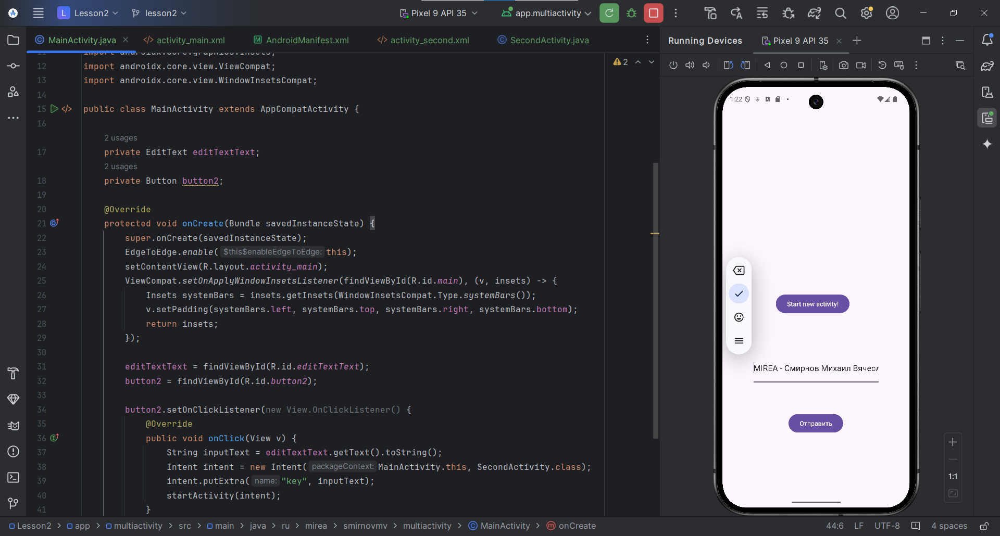 L Lesson2
lesson2
Pixel 9 API 35
app.multiactivity
MainActivity.java
activity_main.xml
AndroidManifest.xml
activity_second.xml
SecondActivity.java
Running Devices
Pixel 9 API 35
2
11 import androidx.core.graphics.Insets;
12 import androidx.core.view.ViewCompat;
13 import androidx.core.view.WindowInsetsCompat;
14
15 public class MainActivity extends AppCompatActivity {
16
2 usages
17 private EditText editTextText;
2 usages
18 private Button button2;
19
20 @Override
21 protected void onCreate(Bundle savedInstanceState) {
22 super.onCreate(savedInstanceState);
23 EdgeToEdge.enable( $this$enableEdgeToEdge: this);
24 setContentView(R.layout.activity_main);
25 ViewCompat.setOnApplyWindowInsetsListener(findViewById(R.id.main), (v, insets) -> {
26 Insets systemBars = insets.getInsets(WindowInsetsCompat.Type.systemBars());
27 v.setPadding(systemBars.left, systemBars.top, systemBars.right, systemBars.bottom);
28 return insets;
29 });
30
31 editTextText = findViewById(R.id.editTextText);
32 button2 = findViewById(R.id.button2);
33
34 button2.setOnClickListener(new View.OnClickListener() {
35 @Override
36 public void onClick(View v) {
37 String inputText = editTextText.getText().toString();
38 Intent intent = new Intent( packageContext: MainActivity.this, SecondActivity.class);
39 intent.putExtra( name: "key", inputText);
40 startActivity(intent);
41 }
1:22
Start new activity!
MIREA - Смирнов Михаил Вячесл
Отправить
1:1
Lesson2 > app > multiactivity > src > main > java > ru > mirea > smirnovmv > multiactivity > MainActivity > onCreate
44:6 LF UTF-8 4 spaces